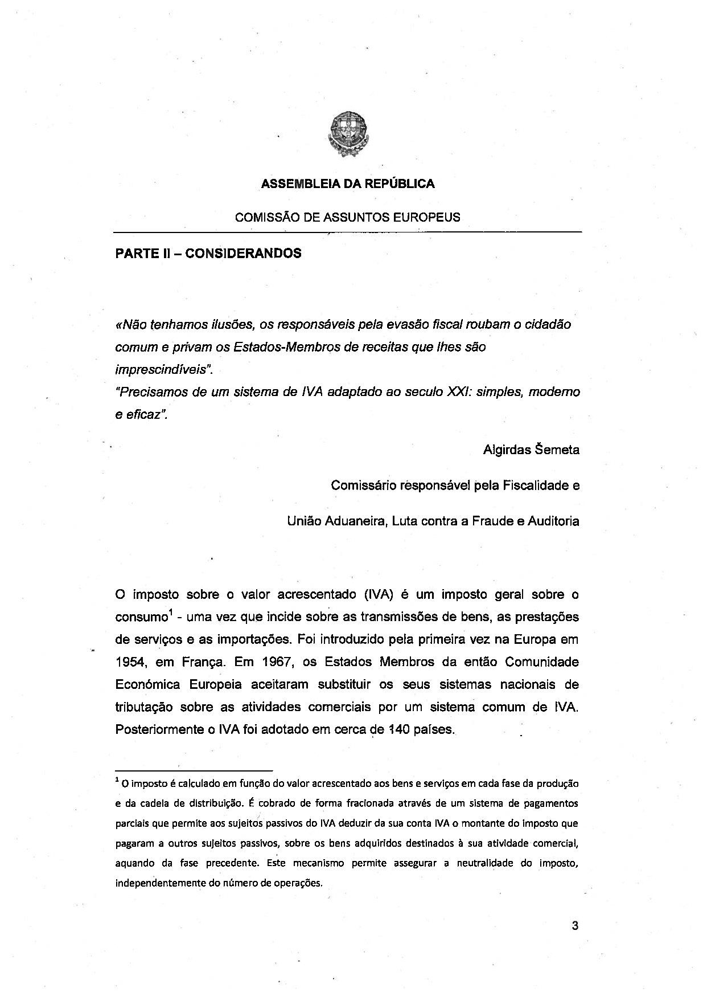 ASSEMBLEIA DA REPÚBLICA
COMISSÃO DE ASSUNTOS EUROPEUS
PARTE II – CONSIDERANDOS
«Não tenhamos ilusões, os responsáveis pela evasão fiscal roubam o cidadão
comum e privam os Estados-Membros de receitas que lhes são
imprescindíveis”.
“Precisamos de um sistema de IVA adaptado ao seculo XXI: simples, moderno
e eficaz”.
Algirdas Šemeta
Comissário responsável pela Fiscalidade e
União Aduaneira, Luta contra a Fraude e Auditoria
O imposto sobre o valor acrescentado (IVA) é um imposto geral sobre o
consumo¹ - uma vez que incide sobre as transmissões de bens, as prestações
de serviços e as importações. Foi introduzido pela primeira vez na Europa em
1954, em França. Em 1967, os Estados Membros da então Comunidade
Económica Europeia aceitaram substituir os seus sistemas nacionais de
tributação sobre as atividades comerciais por um sistema comum de IVA.
Posteriormente o IVA foi adotado em cerca de 140 países.
¹ O imposto é calculado em função do valor acrescentado aos bens e serviços em cada fase da produção
e da cadeia de distribuição. É cobrado de forma fracionada através de um sistema de pagamentos
parciais que permite aos sujeitos passivos do IVA deduzir da sua conta IVA o montante do imposto que
pagaram a outros sujeitos passivos, sobre os bens adquiridos destinados à sua atividade comercial,
aquando da fase precedente. Este mecanismo permite assegurar a neutralidade do imposto,
independentemente do número de operações.
3